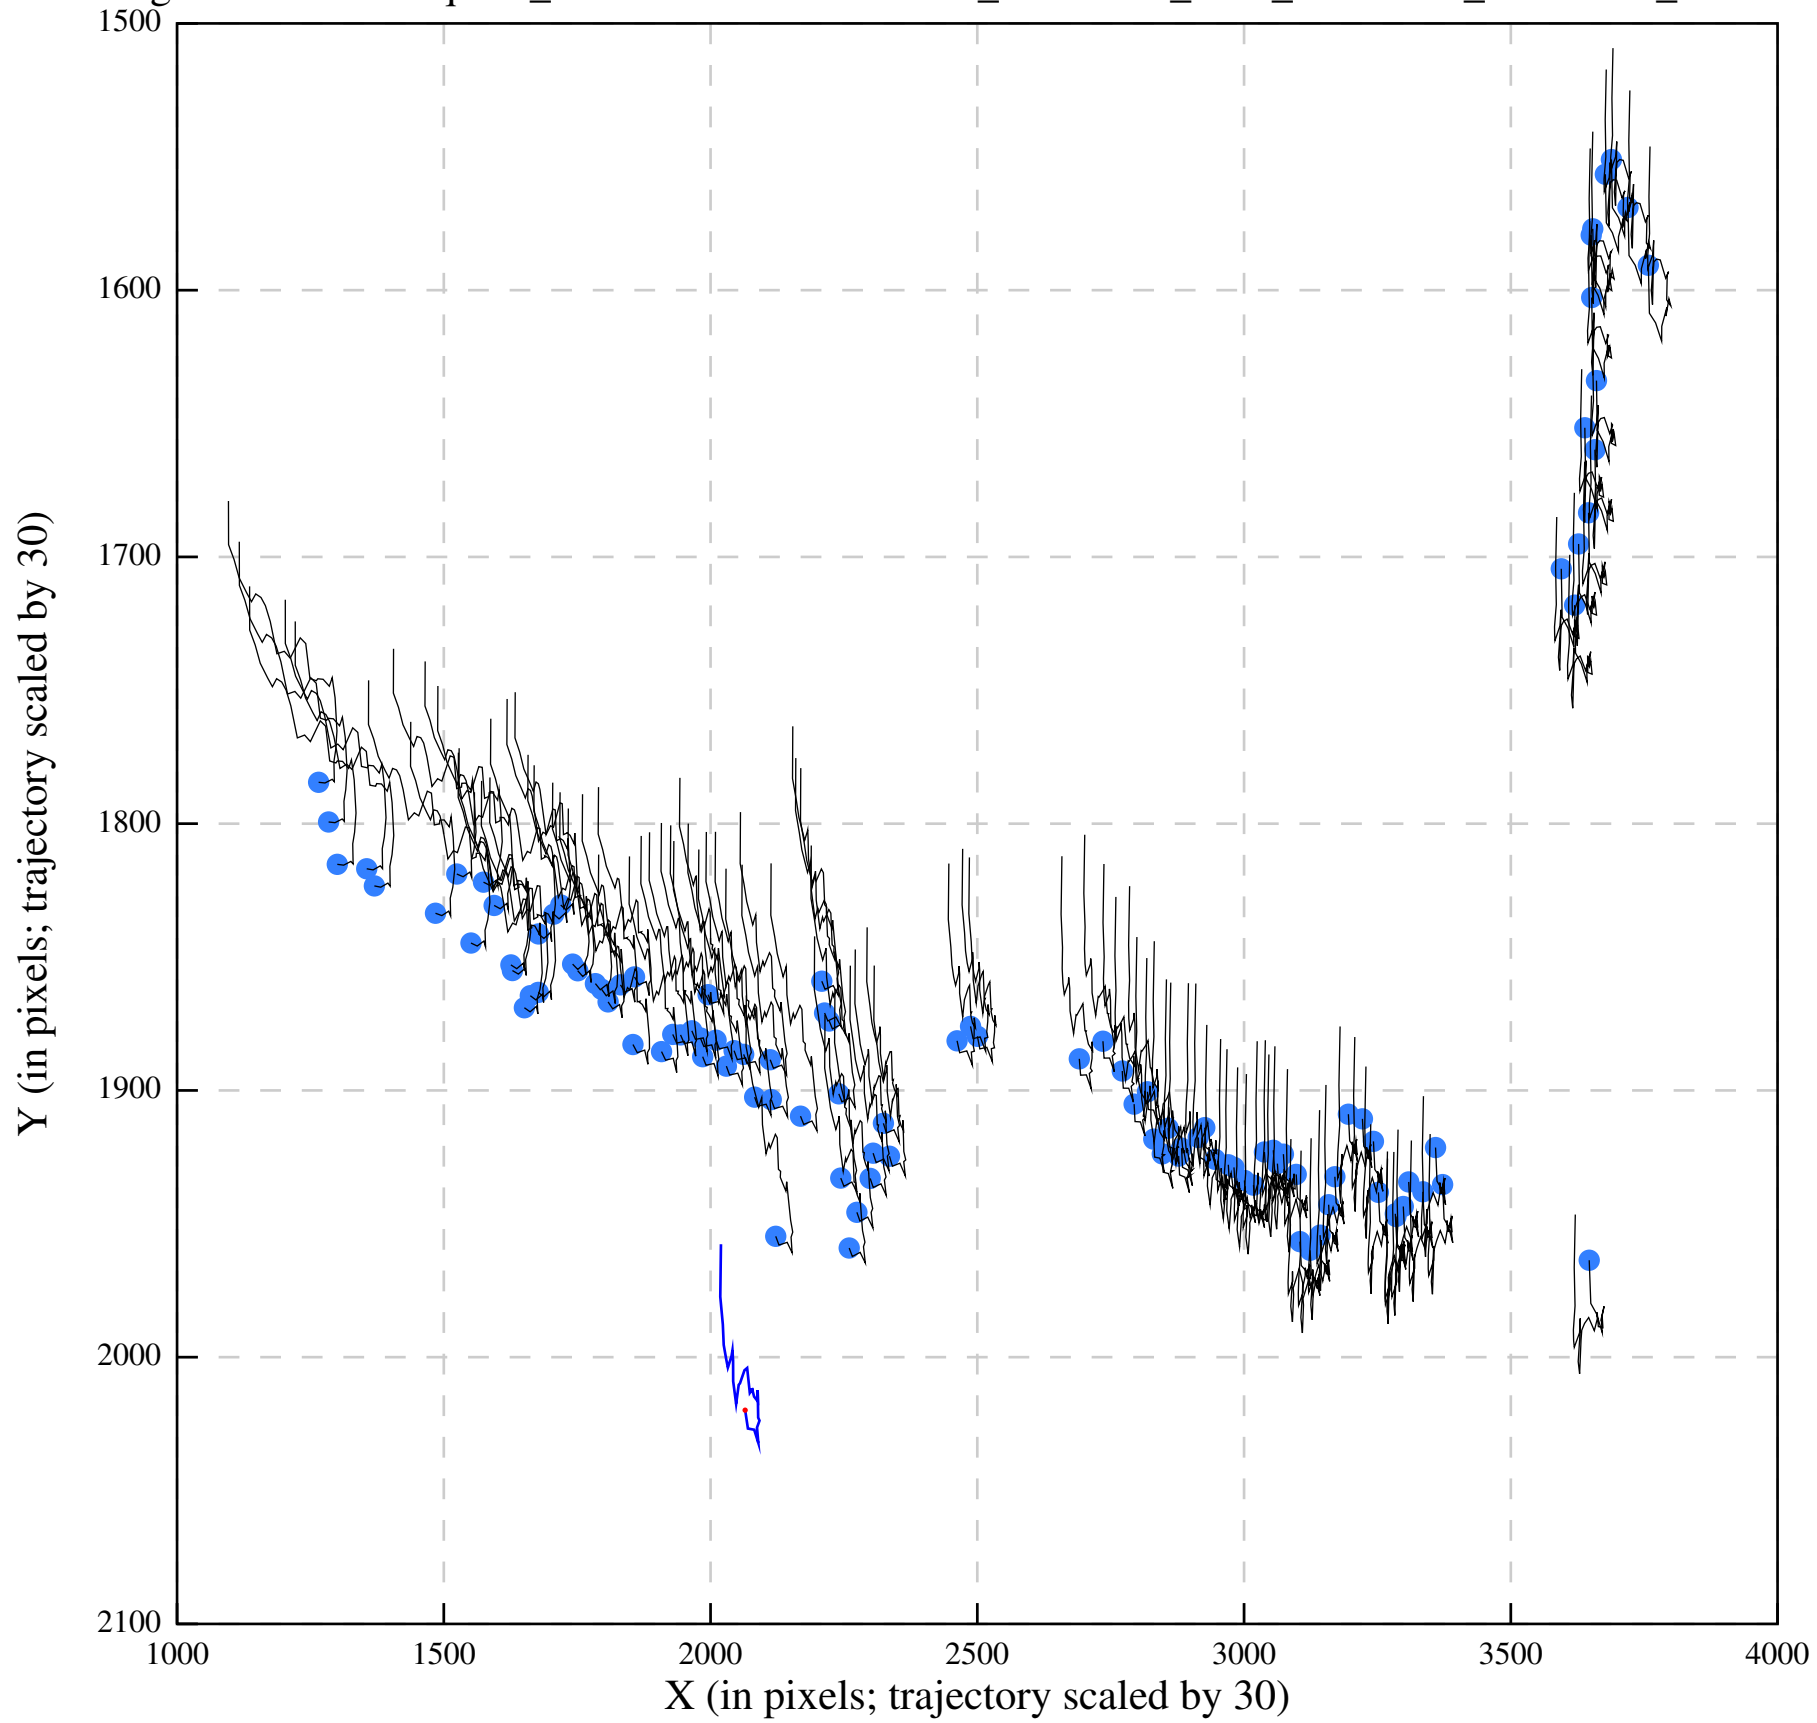 1500
1600
1700
1800
1900
2000
2100
1000 1500 2000 2500 3000 3500 4000
Y (in pixels; trajectory scaled by 30)
X (in pixels; trajectory scaled by 30)